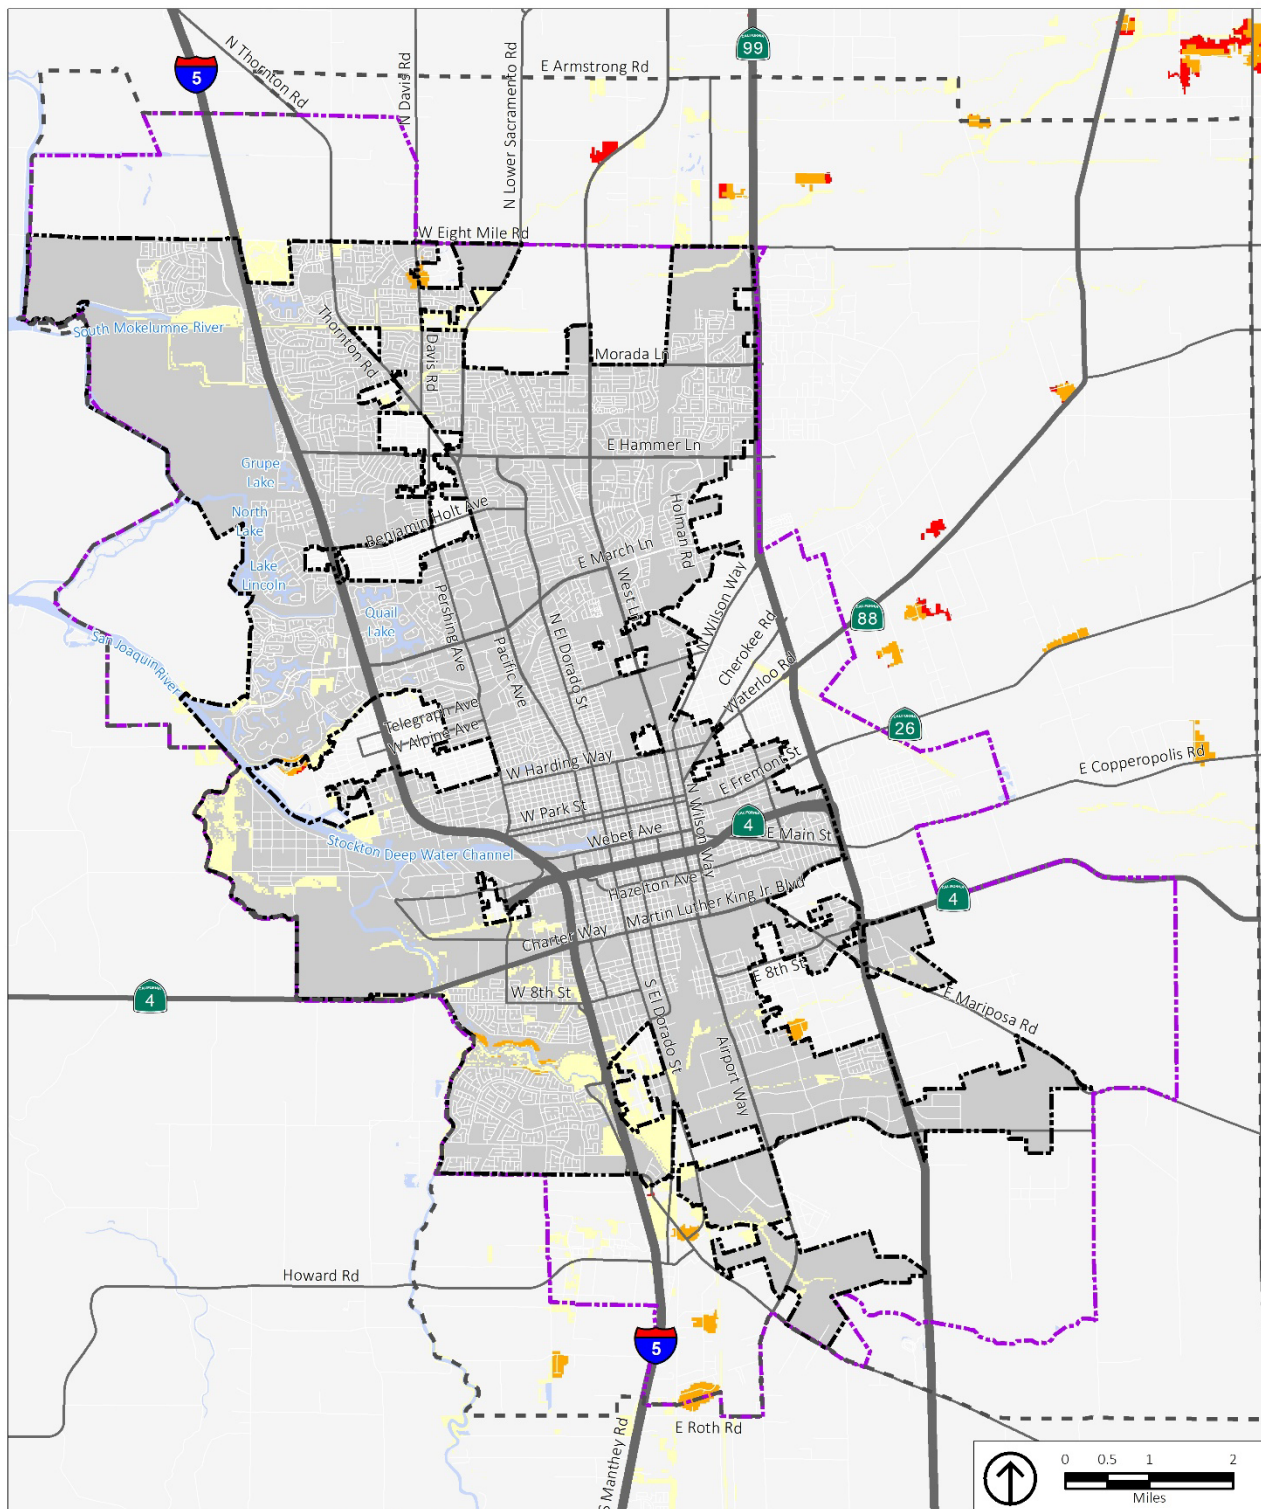 CALIFORNIA
99
5
N Thornton Rd
N Davis Rd
N Lower Sacramento Rd
E Armstrong Rd
W Eight Mile Rd
South Mokelumne River
Thornton Rd
Davis Rd
Morada Ln
E Hammer Ln
Grupe
Lake
North
Lake
Benjamin Holt Ave
Holman Rd
Lake
Lincoln
E March Ln
West Ln
N Wilson Way
Cherokee Rd
CALIFORNIA
88
Quail
Lake
Pershing Ave
Pacific Ave
N El Dorado St
San Joaquin River
Waterloo Rd
Telegraph Ave
W Alpine Ave
CALIFORNIA
26
W Harding Way
E Fremont St
E Copperopolis Rd
W Park St
N Wilson Way
CALIFORNIA
4
Weber Ave
E Main St
Stockton Deep Water Channel
Hazelton Ave
Martin Luther King Jr. Blvd
CALIFORNIA
4
Charter Way
E 8th St
CALIFORNIA
4
W 8th St
S El Dorado St
E Mariposa Rd
Airport Way
Howard Rd
5
E Roth Rd
S Manthey Rd
0 0.5 1 2
Miles